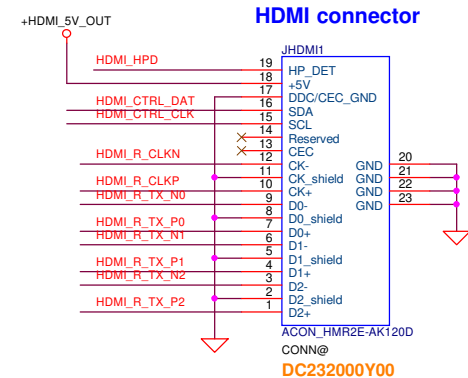 HDMI connector
+HDMI_5V_OUT
JHDMI1
HDMI_HPD 19 HP_DET
18 +5V
17 DDC/CEC_GND
HDMI_CTRL_DAT 16 SDA
HDMI_CTRL_CLK 15 SCL
14 Reserved
13 CEC
HDMI_R_CLKN 12 CK- GND 20
11 CK_shield GND 21
HDMI_R_CLKP 10 CK+ GND 22
HDMI_R_TX_N0 9 D0- GND 23
8 D0_shield
HDMI_R_TX_P0 7 D0+
HDMI_R_TX_N1 6 D1-
5 D1_shield
HDMI_R_TX_P1 4 D1+
HDMI_R_TX_N2 3 D2-
2 D2_shield
HDMI_R_TX_P2 1 D2+
ACON_HMR2E-AK120D
CONN@
DC232000Y00